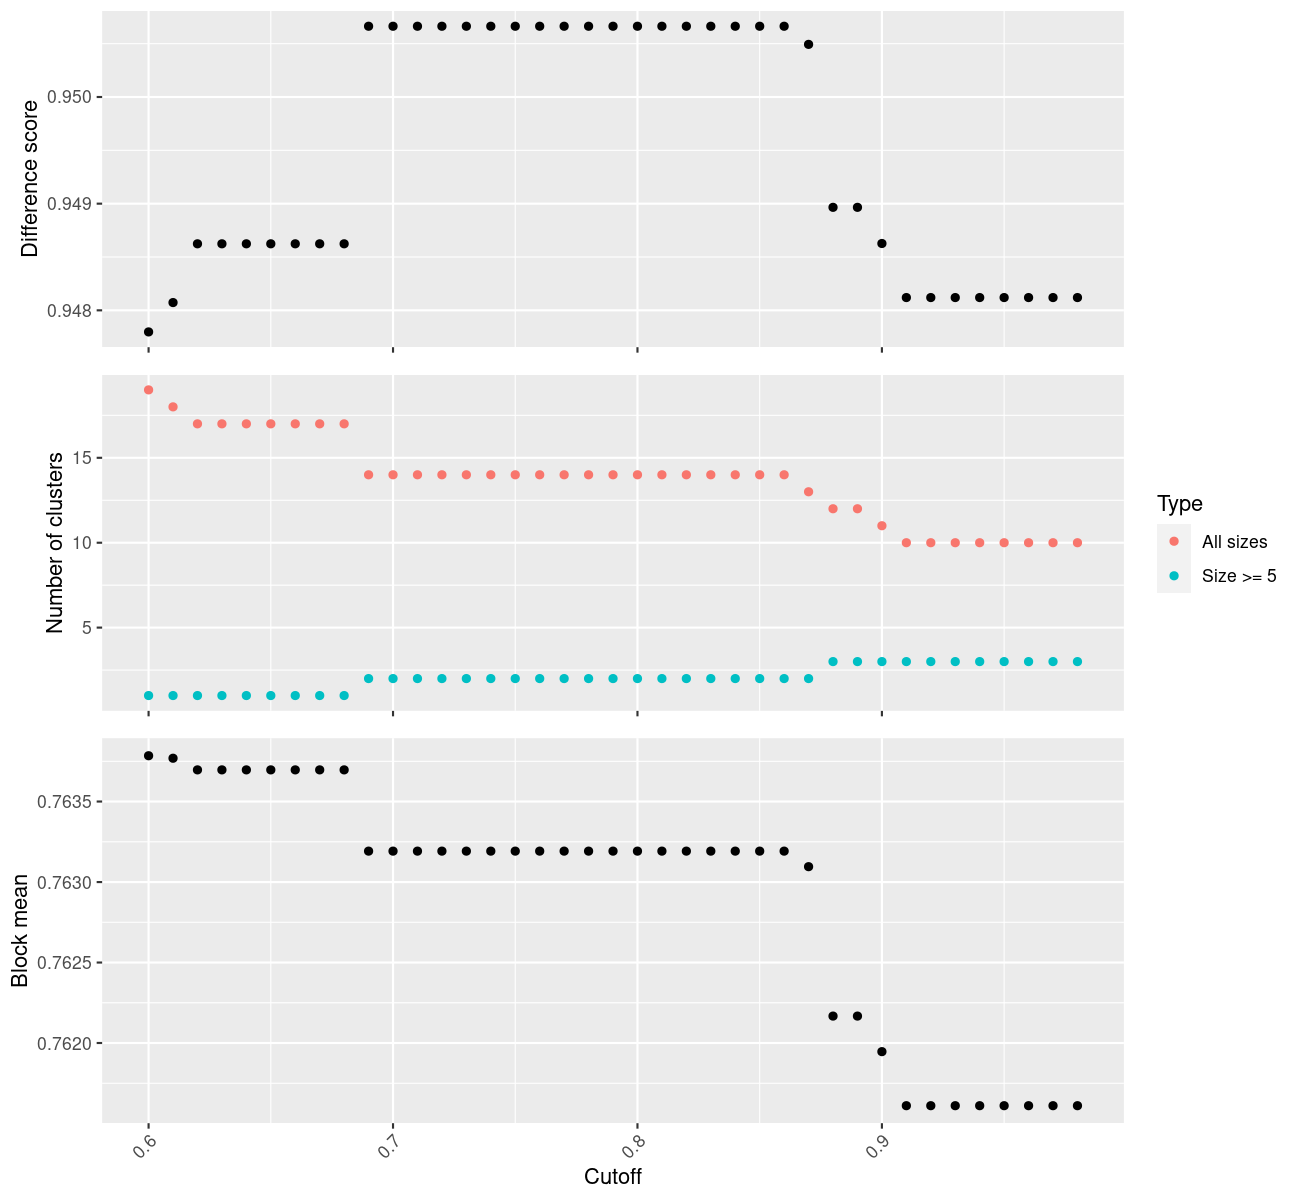 Difference score
0.950
0.949
0.948
Number of clusters
15
10
5
Type
All sizes
Size >= 5
Block mean
0.7635
0.7630
0.7625
0.7620
0.6
0.7
0.8
0.9
Cutoff